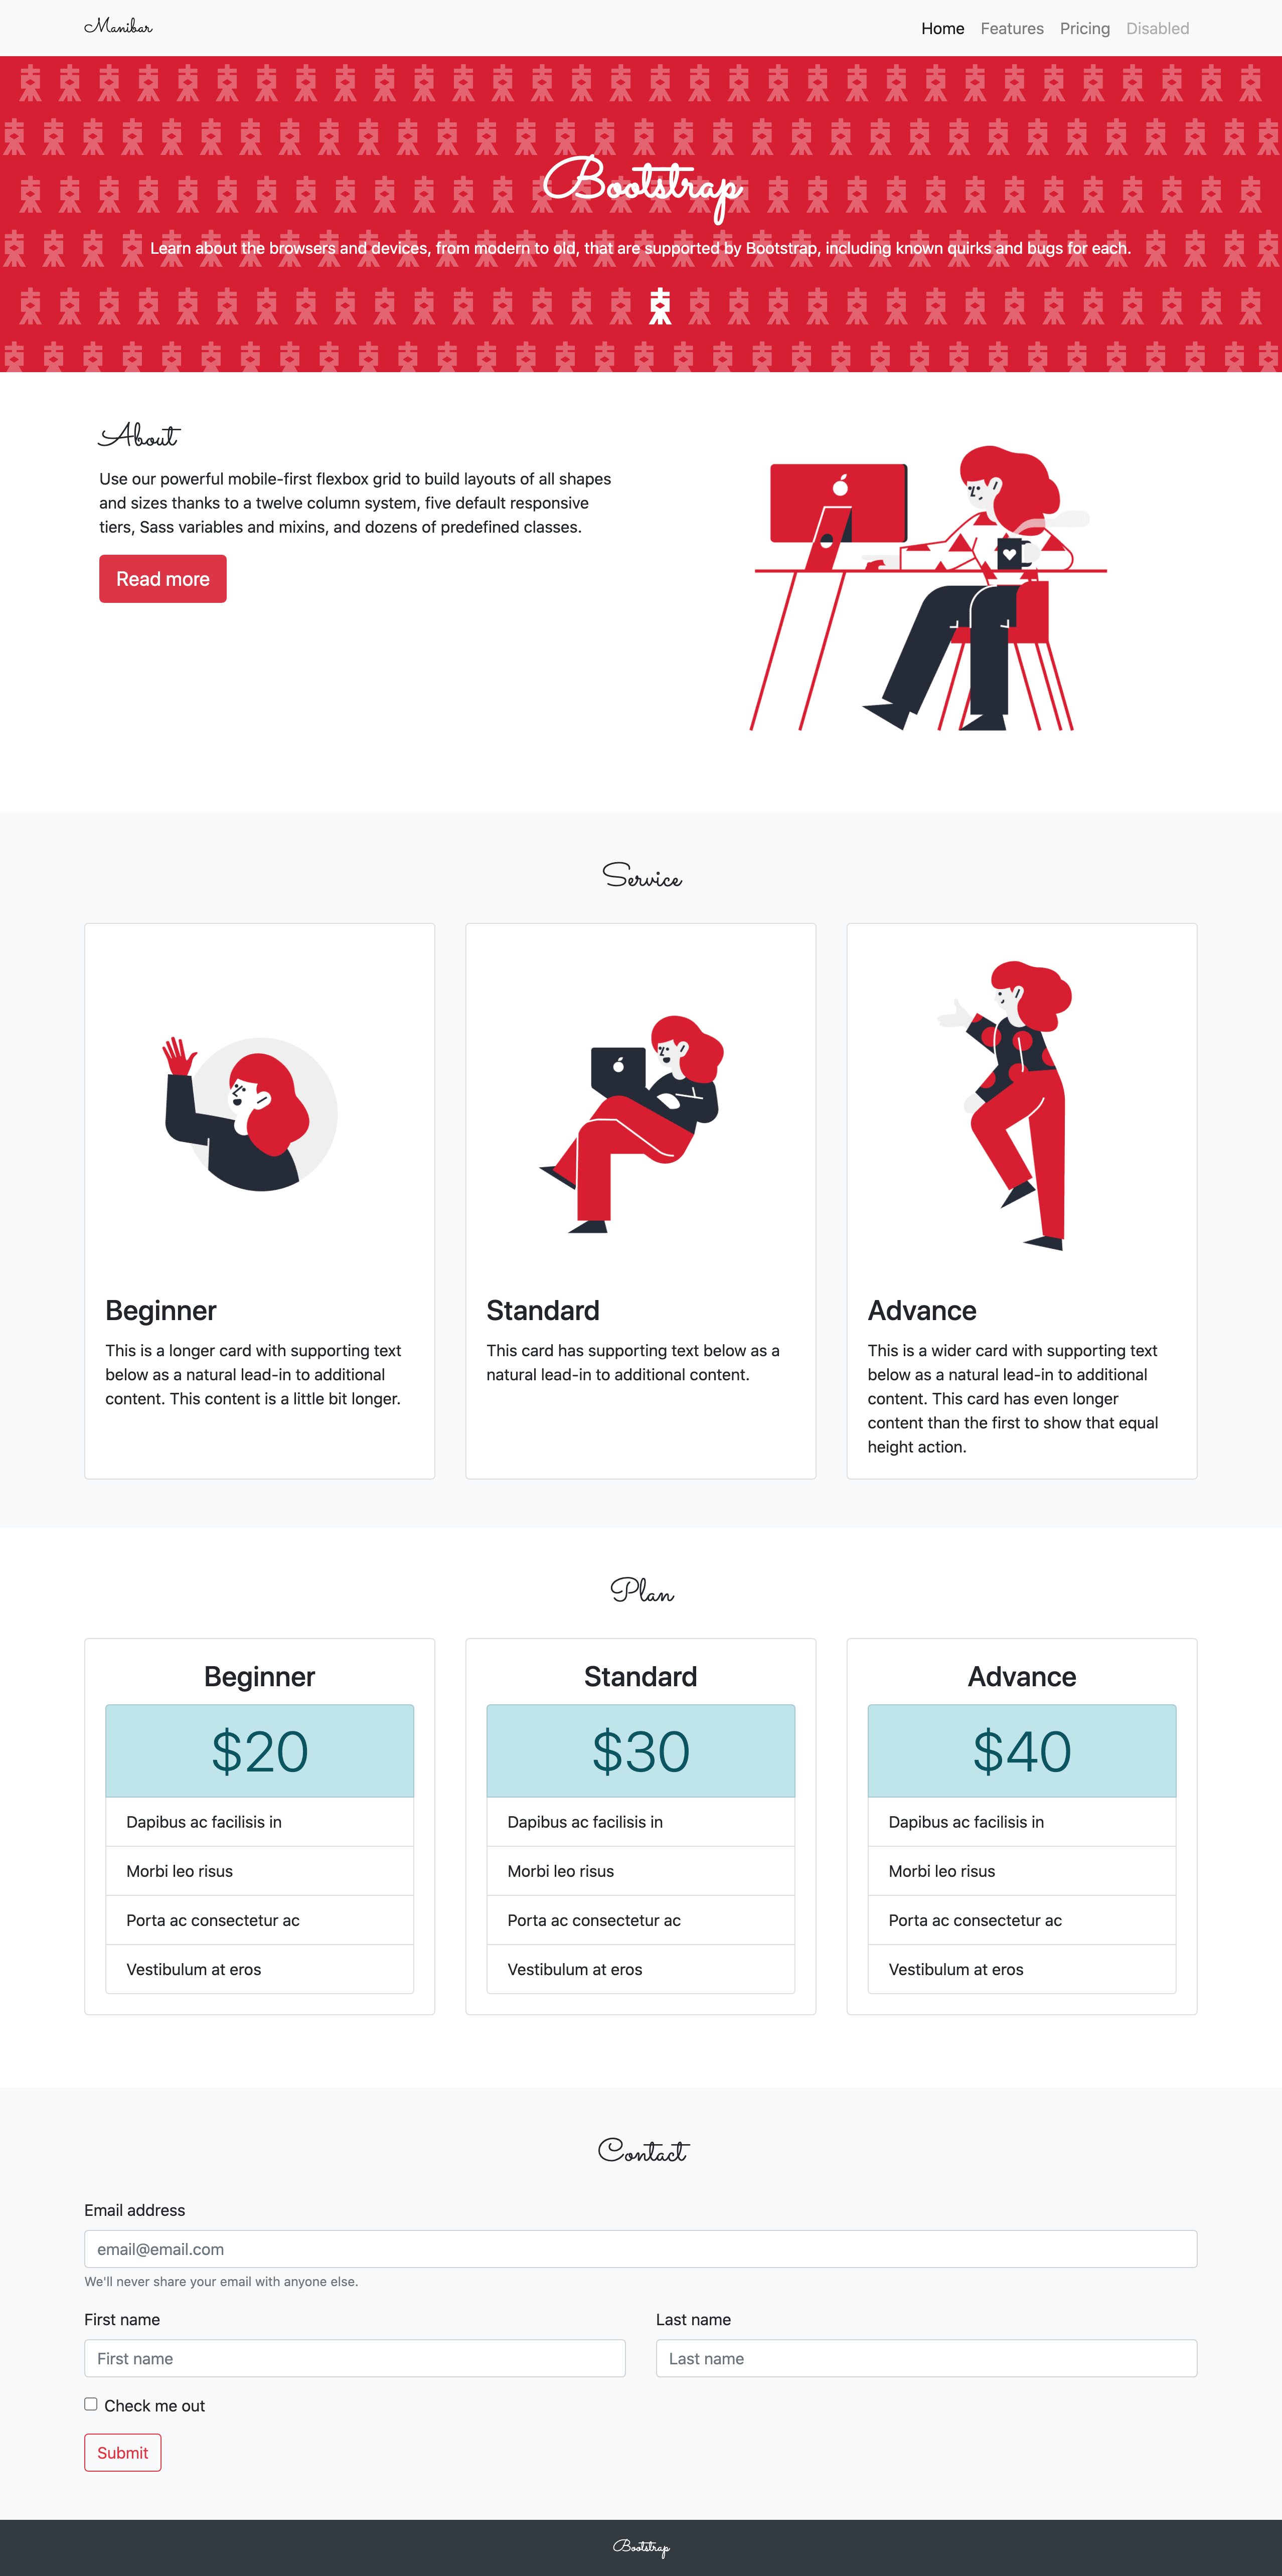 Manibar
Home Features Pricing Disabled
Bootstrap
Learn about the browsers and devices, from modern to old, that are supported by Bootstrap, including known quirks and bugs for each.
About
Use our powerful mobile-first flexbox grid to build layouts of all shapes
and sizes thanks to a twelve column system, five default responsive
tiers, Sass variables and mixins, and dozens of predefined classes.
Read more
Service
Beginner
This is a longer card with supporting text
below as a natural lead-in to additional
content. This content is a little bit longer.
Standard
This card has supporting text below as a
natural lead-in to additional content.
Advance
This is a wider card with supporting text
below as a natural lead-in to additional
content. This card has even longer
content than the first to show that equal
height action.
Plan
Beginner
$20
Dapibus ac facilisis in
Morbi leo risus
Porta ac consectetur ac
Vestibulum at eros
Standard
$30
Dapibus ac facilisis in
Morbi leo risus
Porta ac consectetur ac
Vestibulum at eros
Advance
$40
Dapibus ac facilisis in
Morbi leo risus
Porta ac consectetur ac
Vestibulum at eros
Contact
Email address
email@email.com
We'll never share your email with anyone else.
First name
First name
Last name
Last name
Check me out
Submit
Bootstrap